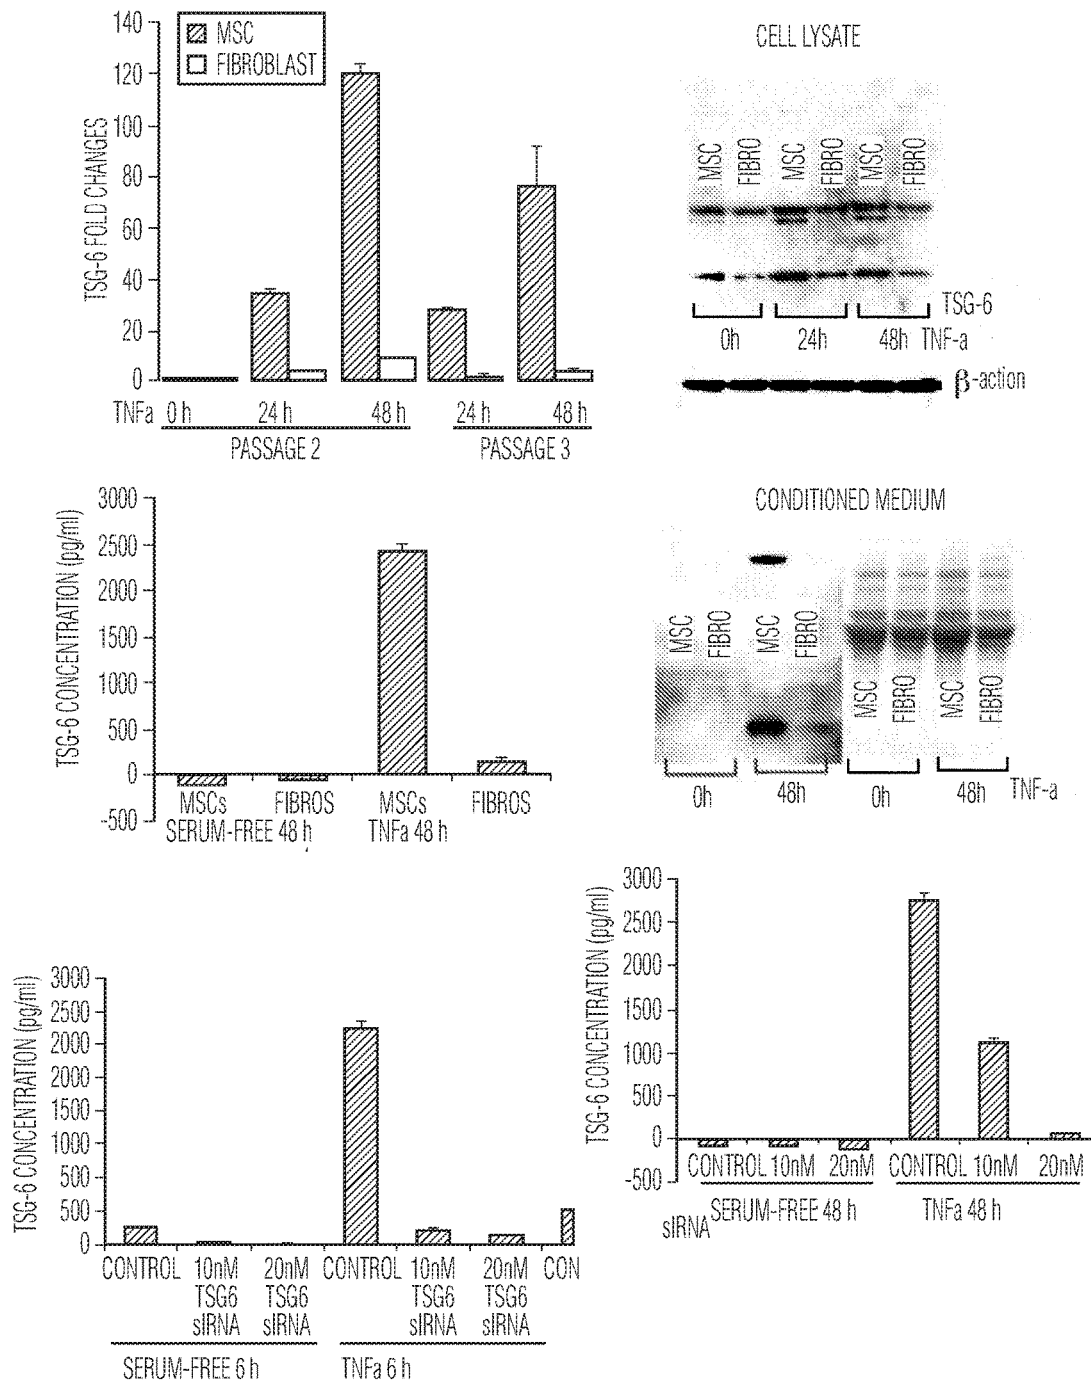 140
120
100
80
60
40
20
0
TSG-6 FOLD CHANGES
MSC
FIBROBLAST
TNFa 0 h 24 h 48 h 24 h 48 h
PASSAGE 2 PASSAGE 3
CELL LYSATE
MSC FIBRO MSC FIBRO MSC FIBRO
TSG-6
0h 24h 48h TNF-a
β-action
3000
2500
2000
1500
1000
500
0
-500
TSG-6 CONCENTRATION (pg/ml)
MSCs FIBROS MSCs FIBROS
SERUM-FREE 48 h TNFa 48 h
CONDITIONED MEDIUM
MSC FIBRO MSC FIBRO
MSC FIBRO MSC FIBRO
0h 48h 0h 48h TNF-a
3000
2500
2000
2000
1500
1000
500
0
TSG-6 CONCENTRATION (pg/ml)
CONTROL 10nM 20nM CONTROL 10nM 20nM CON
TSG6 TSG6 TSG6 TSG6
sIRNA sIRNA sIRNA sIRNA
SERUM-FREE 6 h TNFa 6 h
3000
2500
2000
1500
1000
500
0
-500
TSG-6 CONCENTRATION (pg/ml)
CONTROL 10nM 20nM CONTROL 10nM 20nM
SERUM-FREE 48 h TNFa 48 h
sIRNA